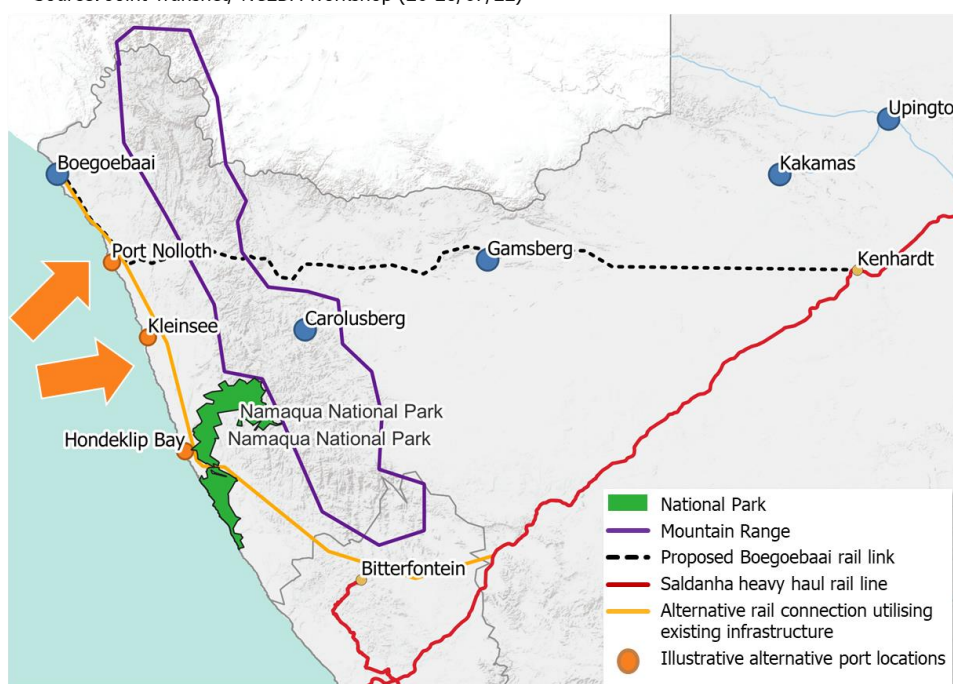 Upington
Boegoebaai
Kakamas
Port Nolloth
Gamsberg
Kenhardt
Kleinsee
Carolusberg
Namaqua National Park
Namaqua National Park
Hondeklip Bay
Bitterfontein
National Park
Mountain Range
Proposed Boegoebaai rail link
Saldanha heavy haul rail line
Alternative rail connection utilising
existing infrastructure
Illustrative alternative port locations